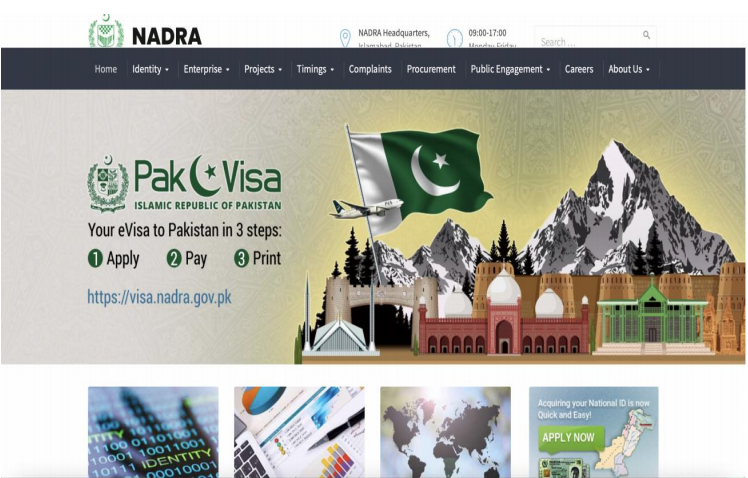 NADRA
NADRA Headquarters,
Islamabad, Pakistan
09:00-17:00
Monday-Friday
Search ...
Home
Identity
Enterprise
Projects
Timings
Complaints
Procurement
Public Engagement
Careers
About Us
Pak Visa
ISLAMIC REPUBLIC OF PAKISTAN
Your eVisa to Pakistan in 3 steps:
1 Apply 2 Pay 3 Print
https://visa.nadra.gov.pk
IDENTITY
Acquiring your National ID is now
Quick and Easy!
APPLY NOW